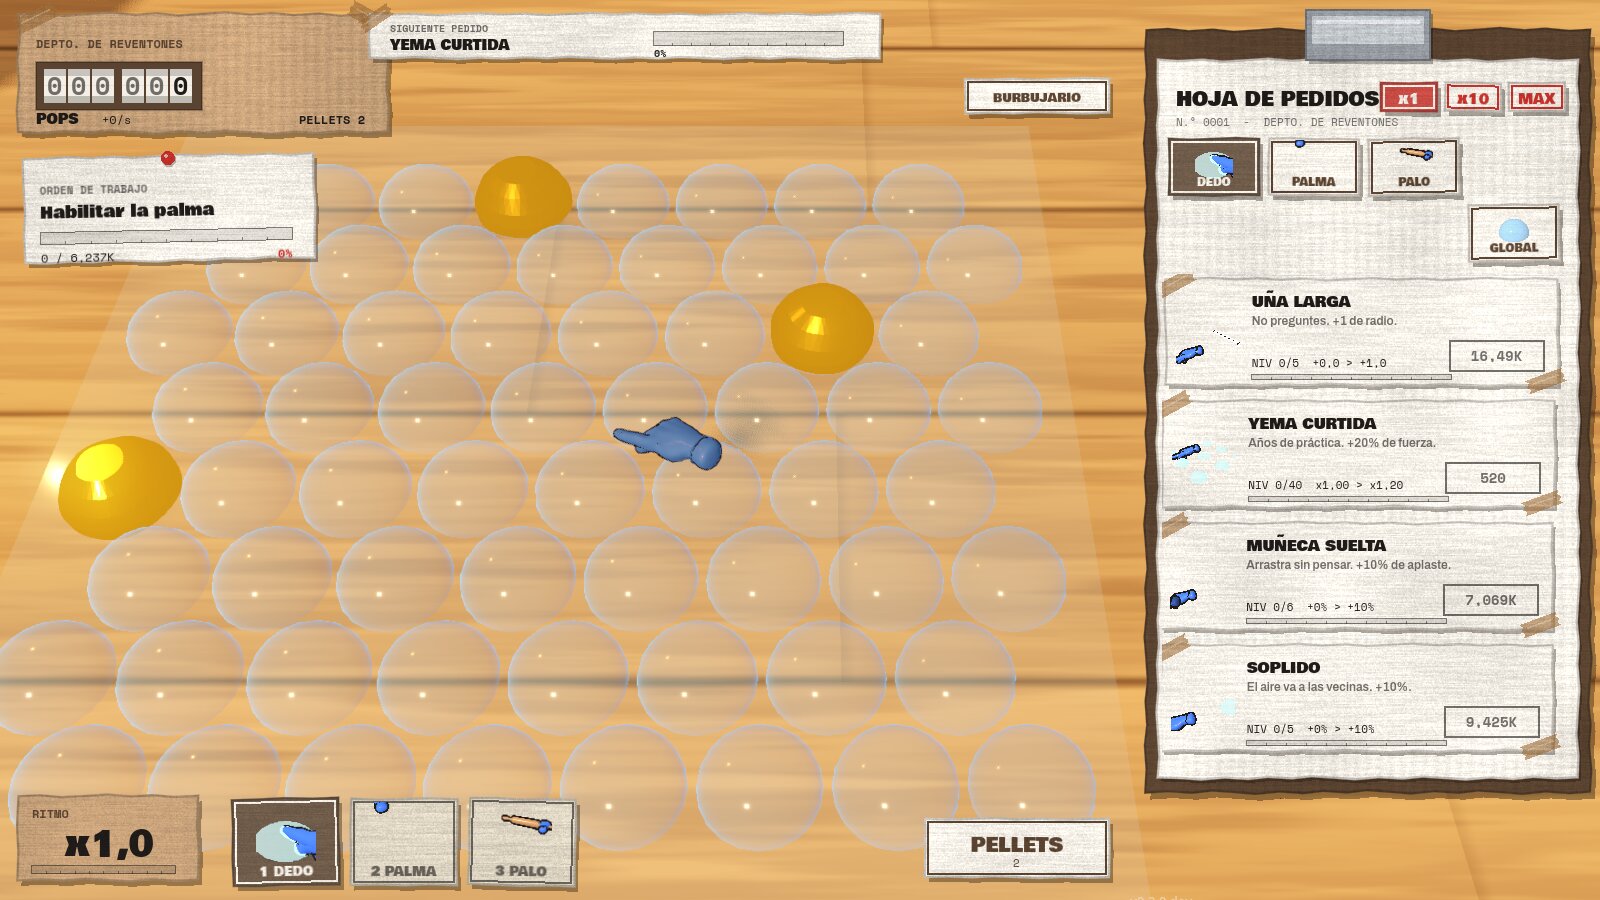 DEPTO. DE REVENTONES
000000
POPS +0/s PELLETS 2
SIGUIENTE PEDIDO
YEMA CURTIDA
0%
BURBUJARIO
ORDEN DE TRABAJO
Habilitar la palma
0 / 6,237K 0%
HOJA DE PEDIDOS x1 x10 MAX
N.° 0001 - DEPTO. DE REVENTONES
DEDO PALMA PALO
GLOBAL
UÑA LARGA
No preguntes. +1 de radio.
NIV 0/5 +0,0 > +1,0
16,49K
YEMA CURTIDA
Años de práctica. +20% de fuerza.
NIV 0/40 x1,00 > x1,20
520
MUÑECA SUELTA
Arrastra sin pensar. +10% de aplaste.
NIV 0/6 +0% > +10%
7,069K
SOPLIDO
El aire va a las vecinas. +10%.
NIV 0/5 +0% > +10%
9,425K
RITMO
x1,0
1 DEDO 2 PALMA 3 PALO
PELLETS
2